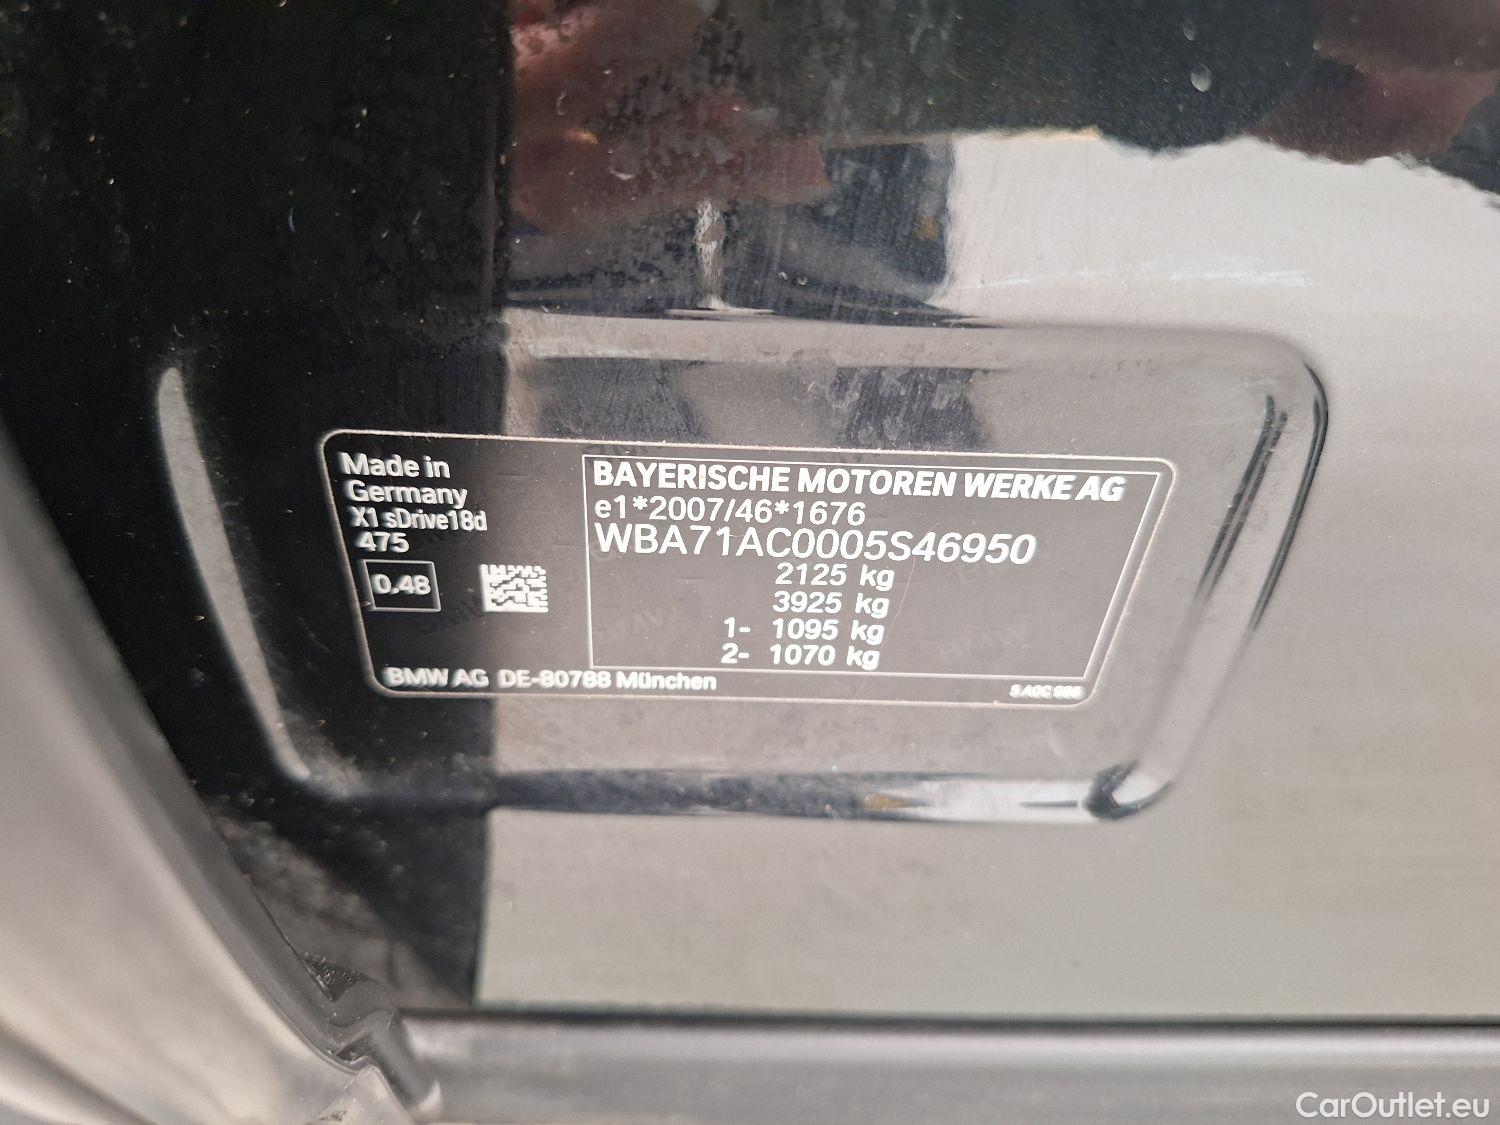 Made in
Germany
X1 sDrive18d
475
0.48
BAYERISCHE MOTOREN WERKE AG
e1*2007/46*1676
WBA71AC0005S46950
2125 kg
3925 kg
1- 1095 kg
2- 1070 kg
BMW AG DE-80788 München
CarOutlet.eu